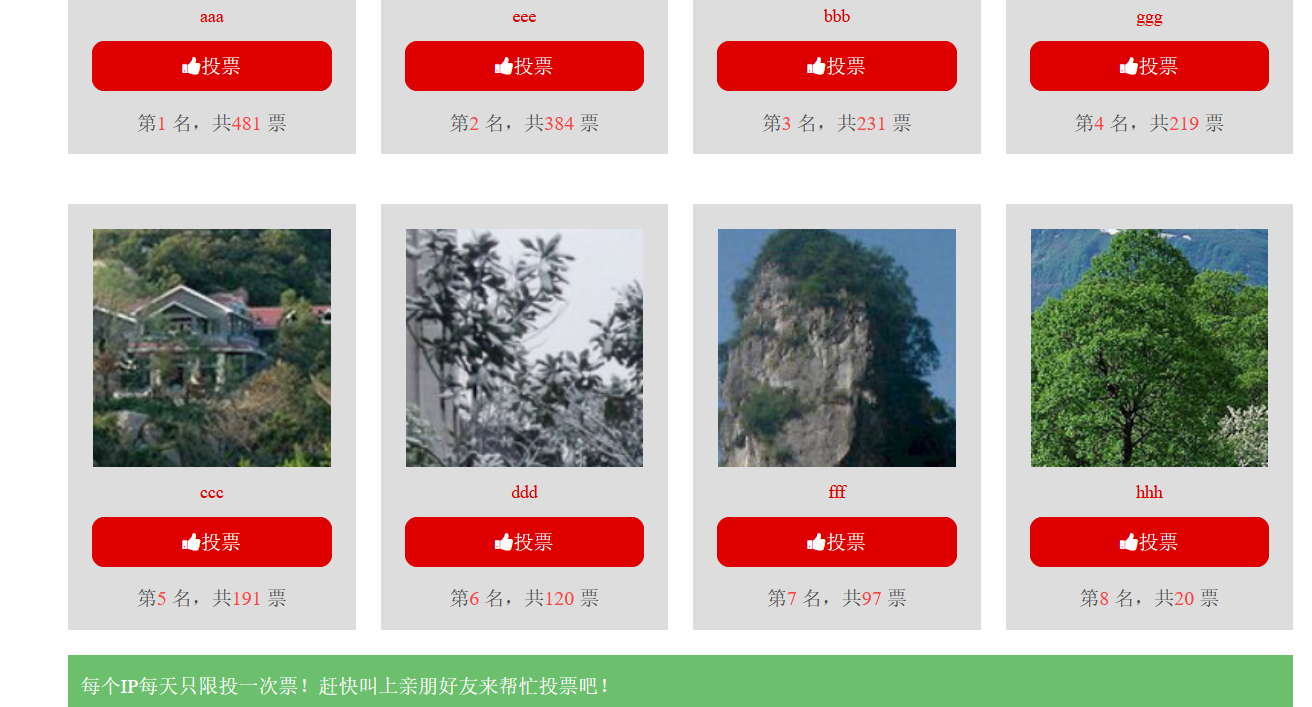 aaa
eee
bbb
ggg
投票
投票
投票
投票
第1 名，共481 票
第2 名，共384 票
第3 名，共231 票
第4 名，共219 票
ccc
ddd
fff
hhh
投票
投票
投票
投票
第5 名，共191 票
第6 名，共120 票
第7 名，共97 票
第8 名，共20 票
每个IP每天只限投一次票！赶快叫上亲朋好友来帮忙投票吧！